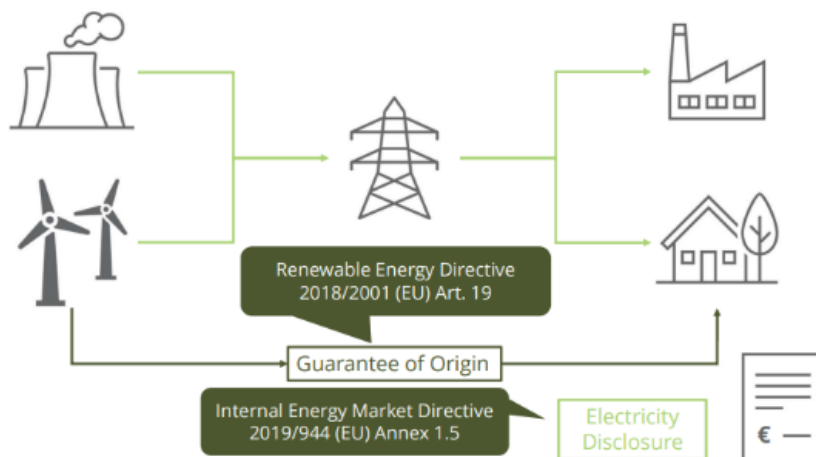 Renewable Energy Directive
2018/2001 (EU) Art. 19
Guarantee of Origin
Internal Energy Market Directive
2019/944 (EU) Annex 1.5
Electricity
Disclosure
€